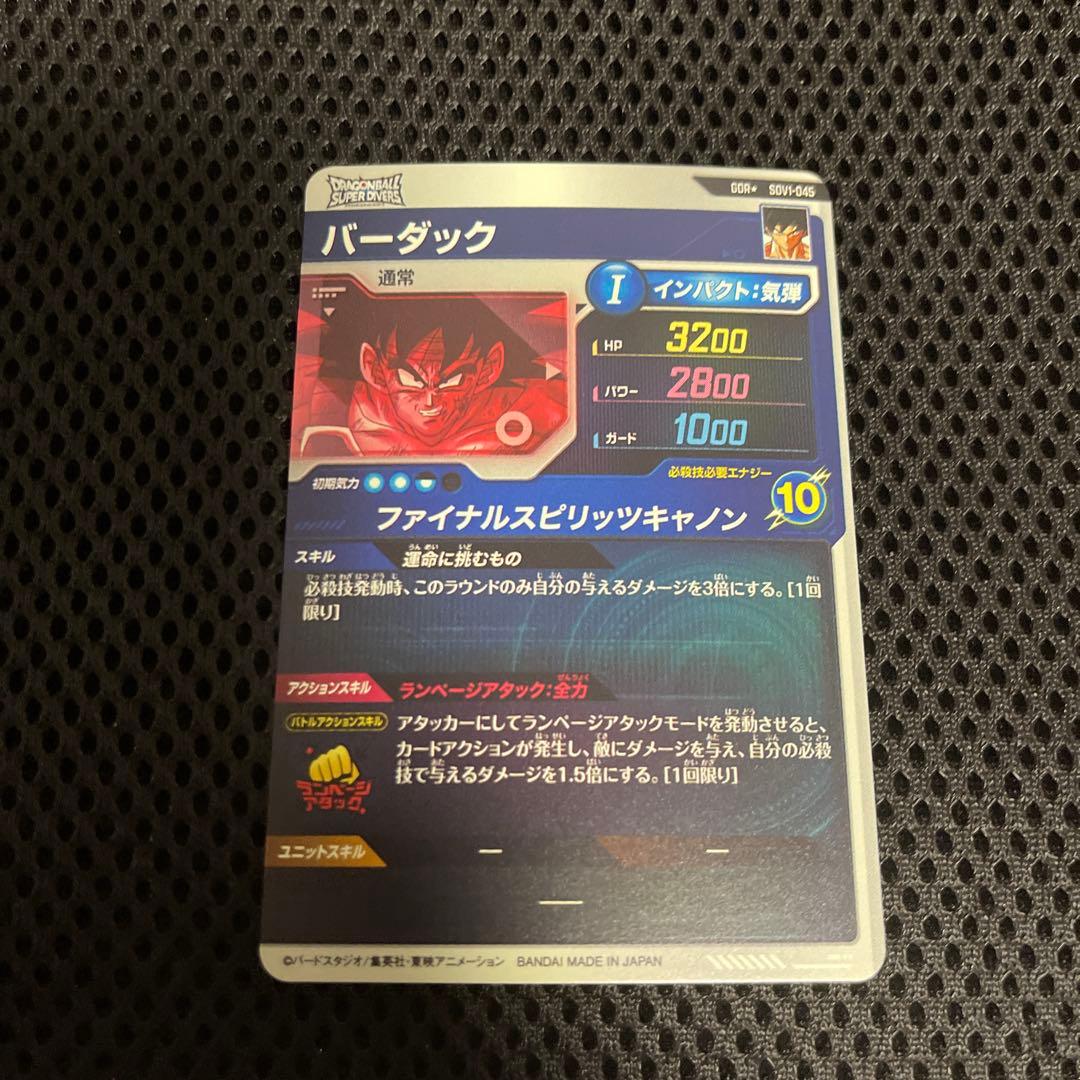 DRAGONBALL
SUPER DIVERS
GDR★ SDV1-045
バーダック
通常
I インパクト:気弾
HP 3200
パワー 2800
ガード 1000
初期気力
必殺技必要エナジー
10
ファイナルスピリッツキャノン
スキル 運命に挑むもの
必殺技発動時、このラウンドのみ自分の与えるダメージを3倍にする。[1回
限り]
アクションスキル ランページアタック:全力
バトルアクションスキル
アタッカーにしてランページアタックモードを発動させると、
カードアクションが発生し、敵にダメージを与え、自分の必殺
技で与えるダメージを1.5倍にする。[1回限り]
ランページ
アタック
ユニットスキル ー ー
ー
©バードスタジオ/集英社・東映アニメーション BANDAI MADE IN JAPAN